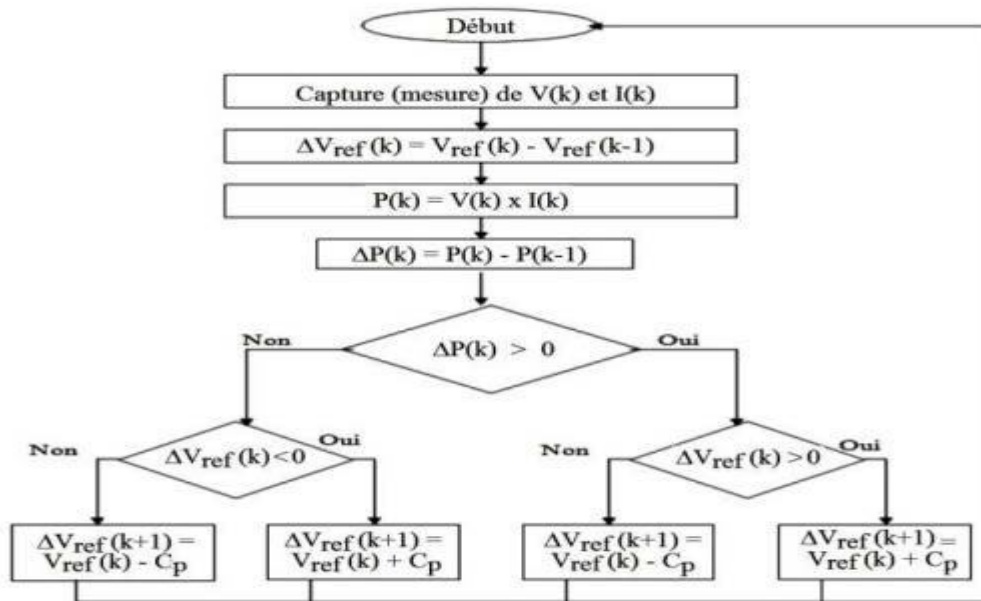 Début
Capture (mesure) de V(k) et I(k)
ΔVref (k) = Vref (k) - Vref (k-1)
P(k) = V(k) x I(k)
ΔP(k) = P(k) - P(k-1)
Non
ΔP(k) > 0
Oui
Non
ΔVref (k) <0
Oui
Non
ΔVref (k) >0
Oui
ΔVref (k+1) =
Vref (k) - Cp
ΔVref (k+1) =
Vref (k) + Cp
ΔVref (k+1) =
Vref (k) - Cp
ΔVref (k+1) =
Vref (k) + Cp